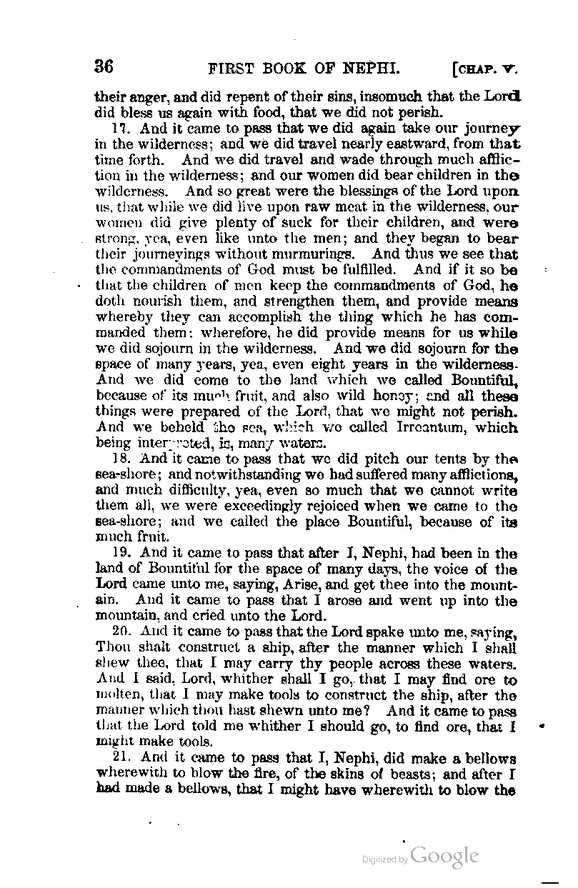 36 FIRST BOOK OF NEPHI. [CHAP. V.
their anger, and did repent of their sins, insomuch that the Lord
did bless us again with food, that we did not perish.
17. And it came to pass that we did again take our journey
in the wilderness; and we did travel nearly eastward, from that
time forth. And we did travel and wade through much afflic-
tion in the wilderness; and our women did bear children in the
wilderness. And so great were the blessings of the Lord upon
us, that while we did live upon raw meat in the wilderness, our
women did give plenty of suck for their children, and were
strong, yea, even like unto the men; and they began to bear
their journeyings without murmurings. And thus we see that
the commandments of God must be fulfilled. And if it so be
that the children of men keep the commandments of God, he
doth nourish them, and strengthen them, and provide means
whereby they can accomplish the thing which he has com-
manded them: wherefore, he did provide means for us while
we did sojourn in the wilderness. And we did sojourn for the
space of many years, yea, even eight years in the wilderness.
And we did come to the land which we called Bountiful,
because of its much fruit, and also wild honey; and all these
things were prepared of the Lord, that we might not perish.
And we beheld the sea, which we called Irreantum, which
being interpreted, is, many waters.
18. And it came to pass that we did pitch our tents by the
sea-shore; and notwithstanding we had suffered many afflictions,
and much difficulty, yea, even so much that we cannot write
them all, we were exceedingly rejoiced when we came to the
sea-shore; and we called the place Bountiful, because of its
much fruit.
19. And it came to pass that after I, Nephi, had been in the
land of Bountiful for the space of many days, the voice of the
Lord came unto me, saying, Arise, and get thee into the mount-
ain. And it came to pass that I arose and went up into the
mountain, and cried unto the Lord.
20. And it came to pass that the Lord spake unto me, saying,
Thou shalt construct a ship, after the manner which I shall
shew thee, that I may carry thy people across these waters.
And I said, Lord, whither shall I go, that I may find ore to
molten, that I may make tools to construct the ship, after the
manner which thou hast shewn unto me? And it came to pass
that the Lord told me whither I should go, to find ore, that I
might make tools.
21. And it came to pass that I, Nephi, did make a bellows
wherewith to blow the fire, of the skins of beasts; and after I
had made a bellows, that I might have wherewith to blow the
Digitized by Google